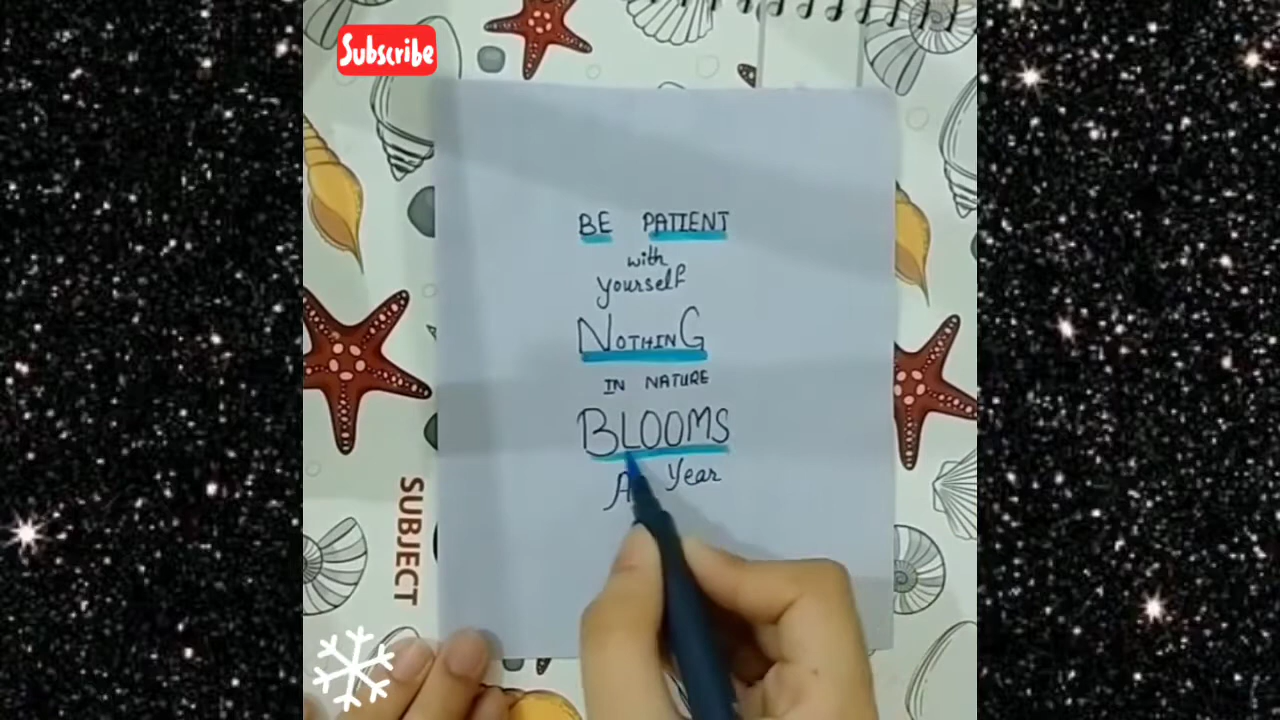 Subscribe
BE PATIENT
with
yourself
NOTHING
IN NATURE
BLOOMS
Year
SUBJECT